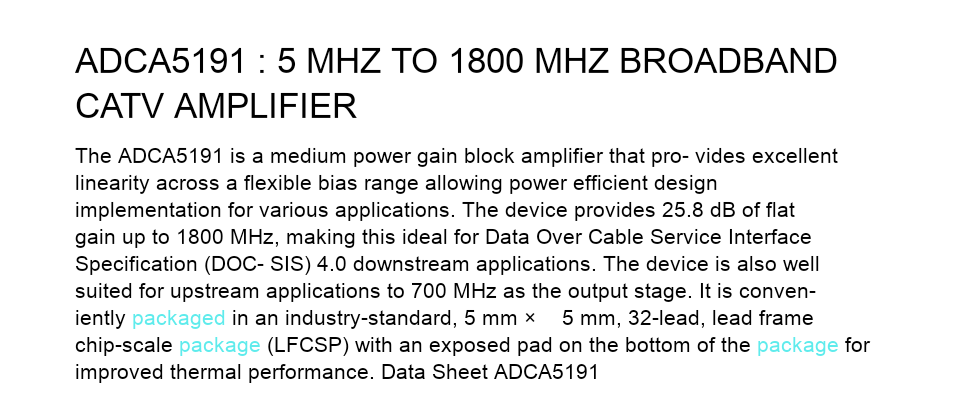 ADCA5191 : 5 MHZ TO 1800 MHZ BROADBAND
CATV AMPLIFIER
The ADCA5191 is a medium power gain block amplifier that pro- vides excellent
linearity across a flexible bias range allowing power efficient design
implementation for various applications. The device provides 25.8 dB of flat
gain up to 1800 MHz, making this ideal for Data Over Cable Service Interface
Specification (DOC- SIS) 4.0 downstream applications. The device is also well
suited for upstream applications to 700 MHz as the output stage. It is conven-
iently packaged in an industry-standard, 5 mm ×    5 mm, 32-lead, lead frame
chip-scale package (LFCSP) with an exposed pad on the bottom of the package for
improved thermal performance. Data Sheet ADCA5191